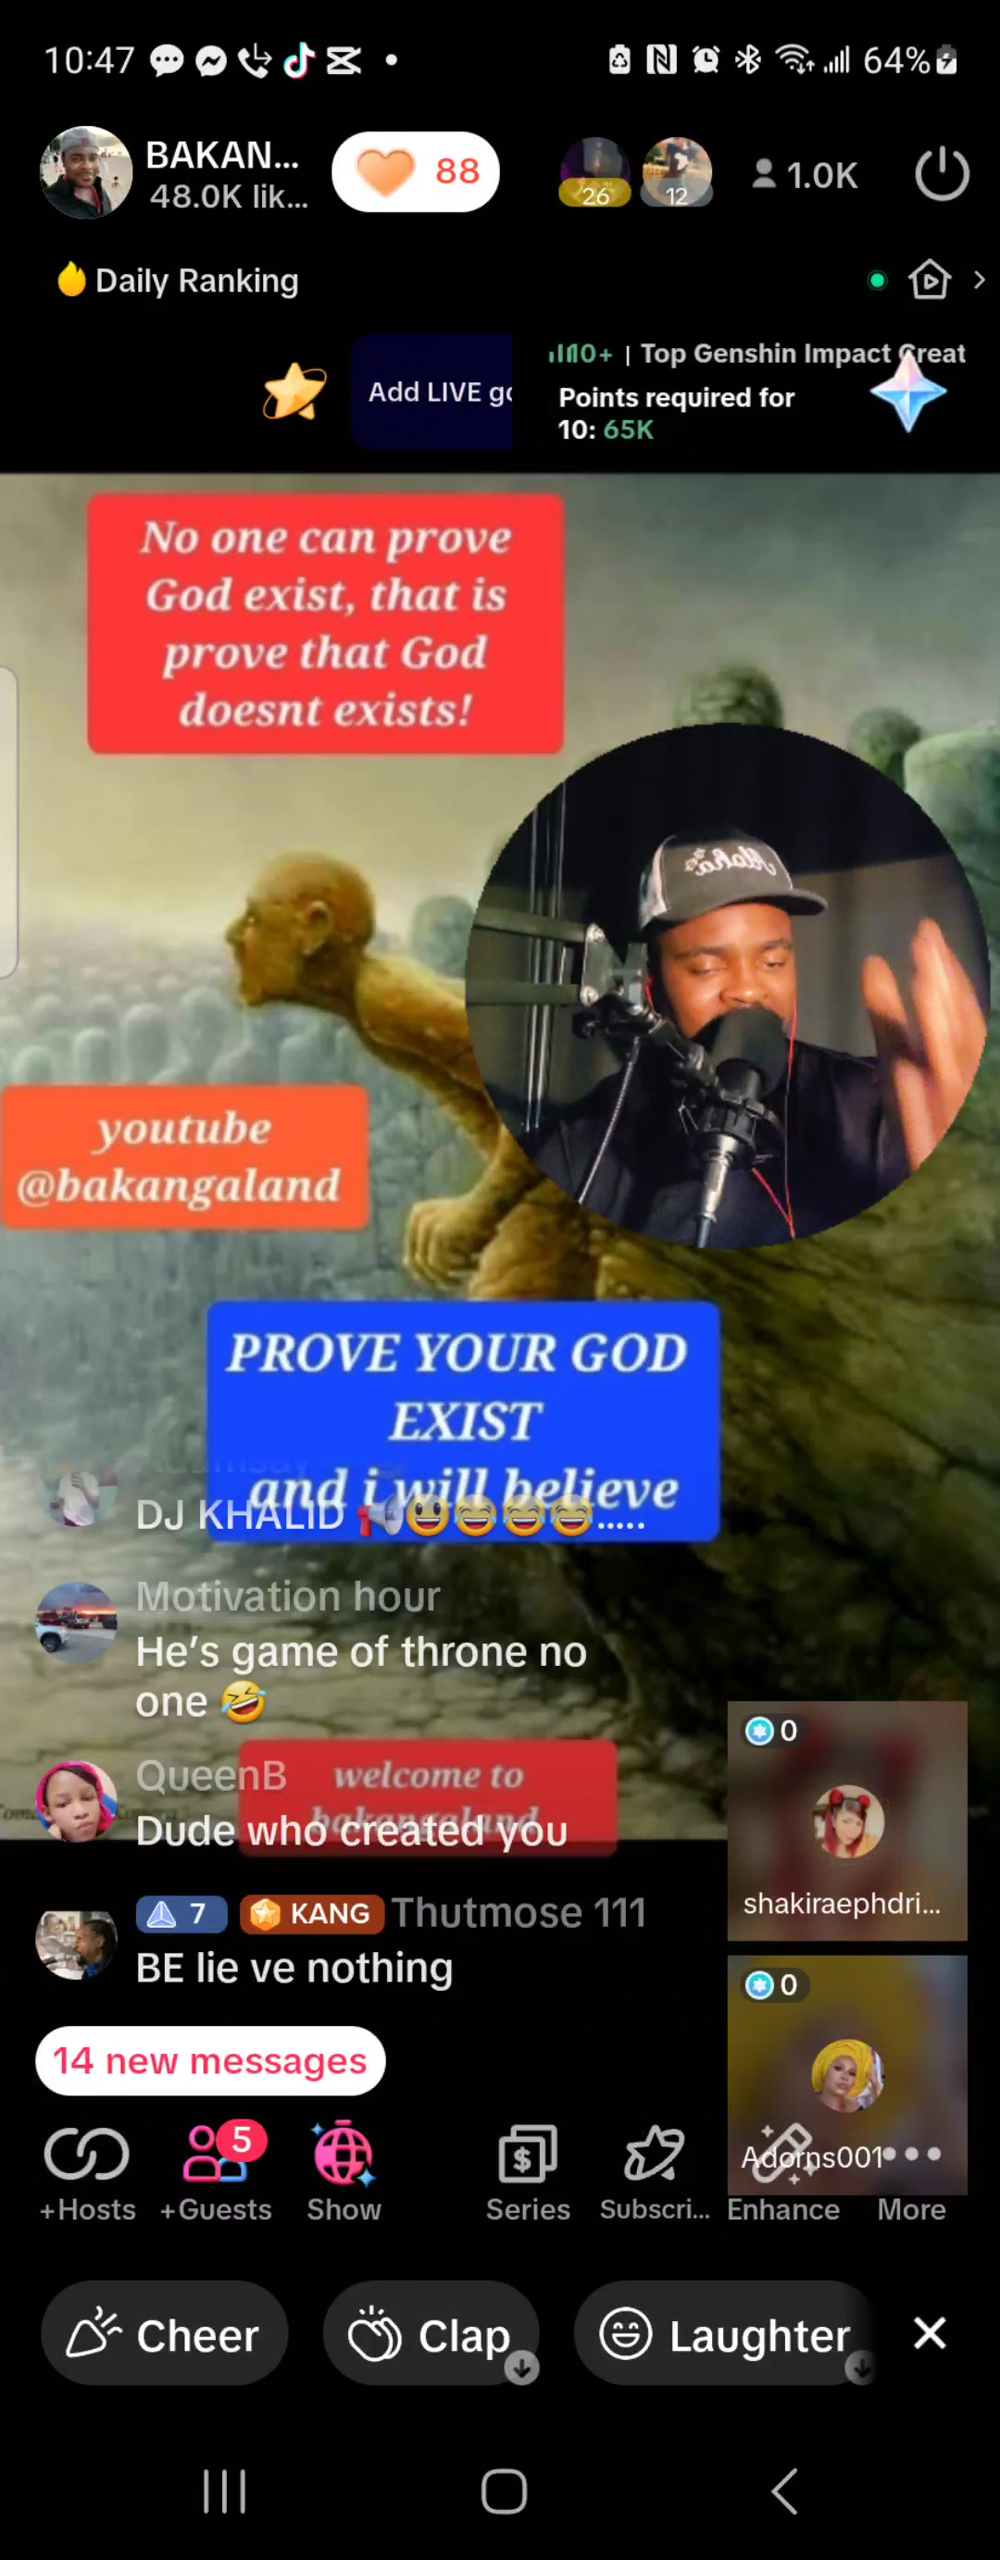 10:47
64%
BAKAN...
48.0K lik...
88
26
12
1.0K
Daily Ranking
Add LIVE go
10+ | Top Genshin Impact Creat
Points required for
10: 65K
No one can prove
God exist, that is
prove that God
doesnt exists!
Aloha
youtube
@bakangaland
PROVE YOUR GOD
EXIST
and i will believe
DJ KHALID 📢😃😂😂😂.....
Motivation hour
He's game of throne no
one 🤣
QueenB
welcome to
bakangaland
Dude who created you
7 KANG Thutmose 111
BE lie ve nothing
14 new messages
0
shakiraephdri...
0
Adorns001
5
+Hosts
+Guests
Show
Series
Subscri...
Enhance
More
Cheer
Clap
Laughter